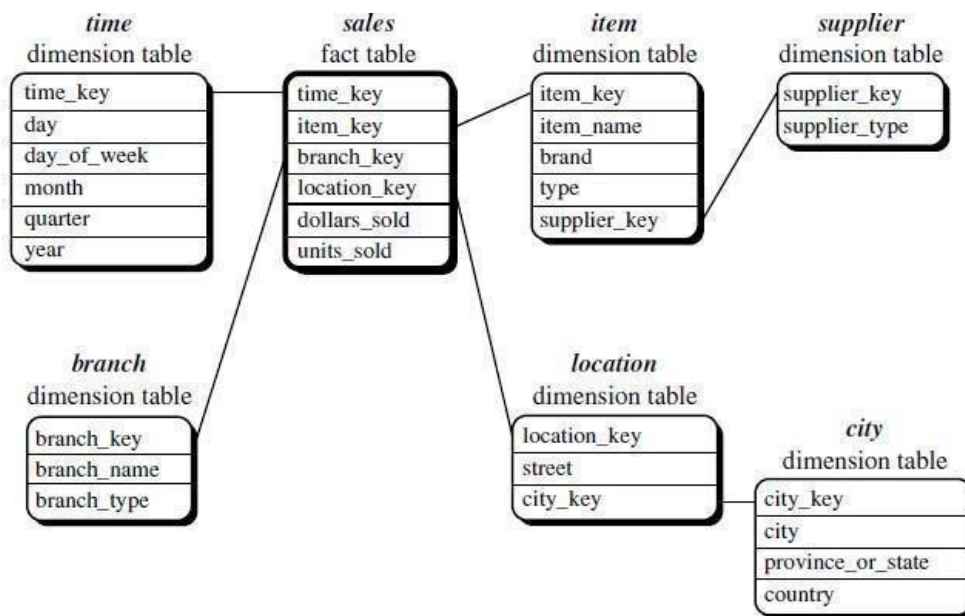 time
dimension table
time_key
day
day_of_week
month
quarter
year
sales
fact table
time_key
item_key
branch_key
location_key
dollars_sold
units_sold
item
dimension table
item_key
item_name
brand
type
supplier_key
supplier
dimension table
supplier_key
supplier_type
branch
dimension table
branch_key
branch_name
branch_type
location
dimension table
location_key
street
city_key
city
dimension table
city_key
city
province_or_state
country